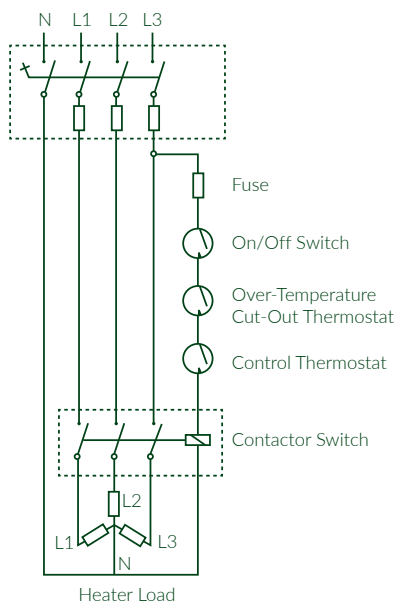 N L1 L2 L3
Fuse
On/Off Switch
Over-Temperature
Cut-Out Thermostat
Control Thermostat
Contactor Switch
L2
L1 L3
N
Heater Load